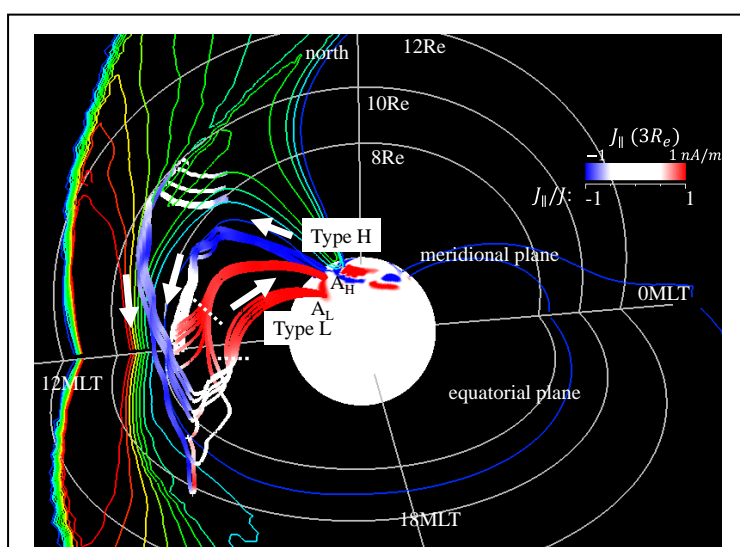 north
12Re
10Re
8Re
J∥ (3Re)
−1 1 nA/m
J∥/J:
-1 1
Type H
meridional plane
AH
0MLT
AL
Type L
12MLT
equatorial plane
18MLT